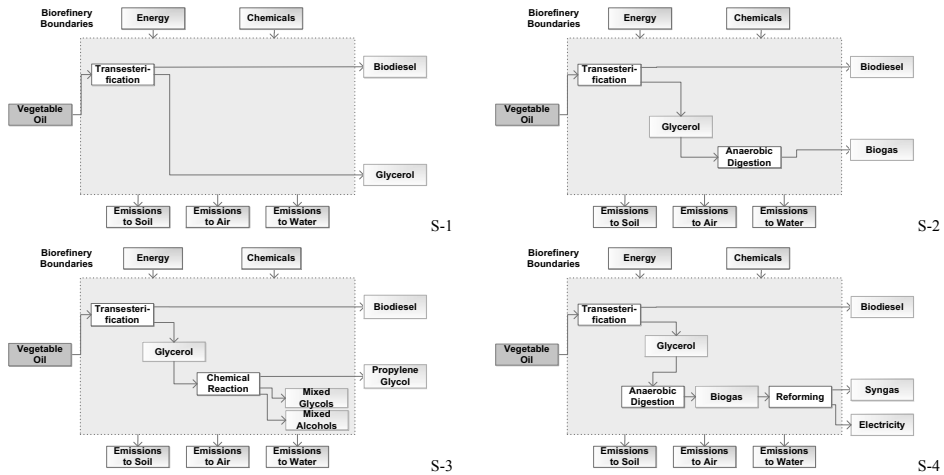 Biorefinery
Boundaries
Energy
Chemicals
Transesteri-
fication
Biodiesel
Vegetable
Oil
Glycerol
Emissions
to Soil
Emissions
to Air
Emissions
to Water
S-1
Biorefinery
Boundaries
Energy
Chemicals
Transesteri-
fication
Biodiesel
Vegetable
Oil
Glycerol
Anaerobic
Digestion
Biogas
Emissions
to Soil
Emissions
to Air
Emissions
to Water
S-2
Biorefinery
Boundaries
Energy
Chemicals
Transesteri-
fication
Biodiesel
Vegetable
Oil
Glycerol
Chemical
Reaction
Propylene
Glycol
Mixed
Glycols
Mixed
Alcohols
Emissions
to Soil
Emissions
to Air
Emissions
to Water
S-3
Biorefinery
Boundaries
Energy
Chemicals
Transesteri-
fication
Biodiesel
Vegetable
Oil
Glycerol
Anaerobic
Digestion
Biogas
Reforming
Syngas
Electricity
Emissions
to Soil
Emissions
to Air
Emissions
to Water
S-4